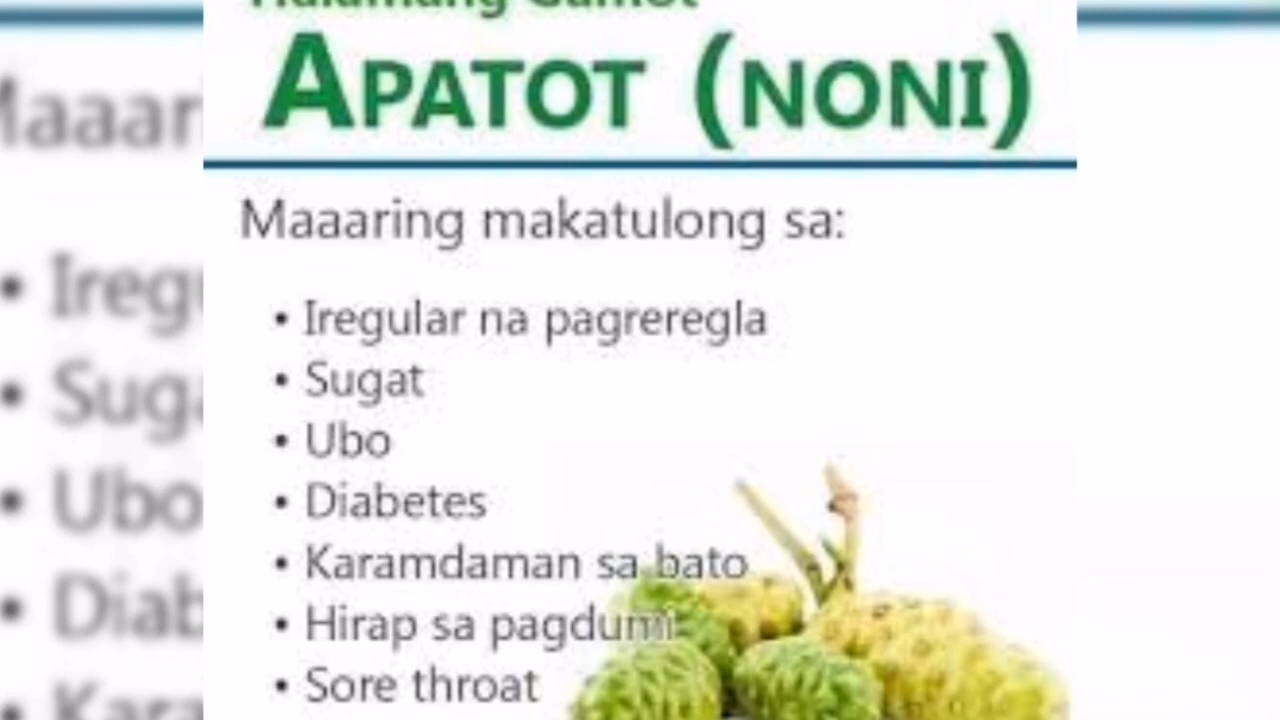 APATOT (NONI)
Maaaring makatulong sa:
• Iregular na pagreregla
• Sugat
• Ubo
• Diabetes
• Karamdaman sa bato
• Hirap sa pagdumi
• Sore throat